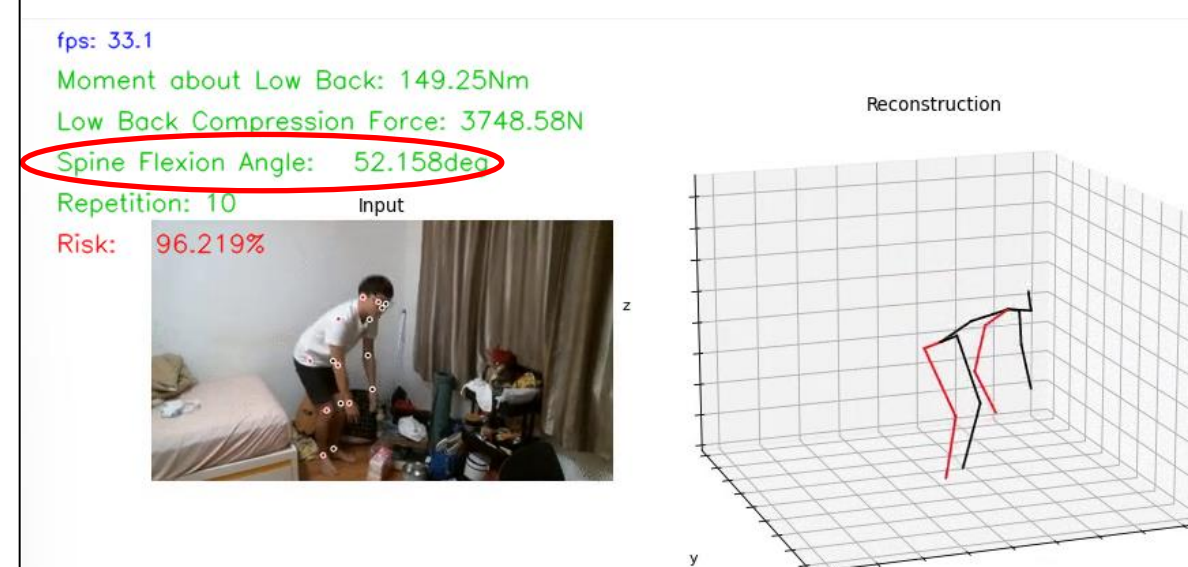 fps: 33.1
Moment about Low Back: 149.25Nm
Low Back Compression Force: 3748.58N
Spine Flexion Angle: 52.158deg
Repetition: 10
Input
Risk: 96.219%
Reconstruction
z
y